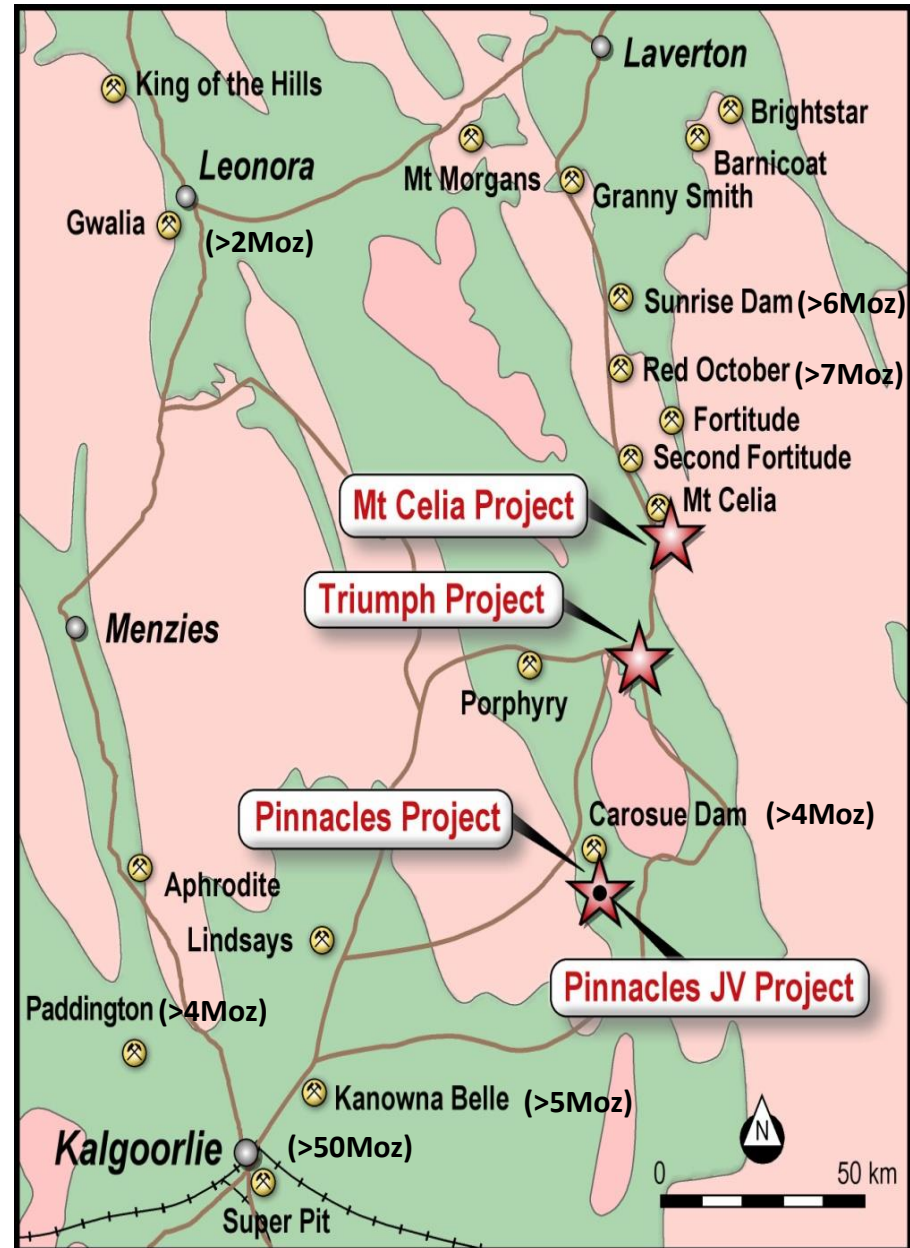 Laverton
King of the Hills
Brightstar
Barnicoat
Leonora
Mt Morgans
Granny Smith
Gwalia
(>2Moz)
Sunrise Dam (>6Moz)
Red October (>7Moz)
Fortitude
Second Fortitude
Mt Celia
Mt Celia Project
Triumph Project
Menzies
Porphyry
Pinnacles Project
Carosue Dam (>4Moz)
Aphrodite
Lindsays
Pinnacles JV Project
Paddington (>4Moz)
Kanowna Belle (>5Moz)
N
Kalgoorlie (>50Moz)
0 50 km
Super Pit